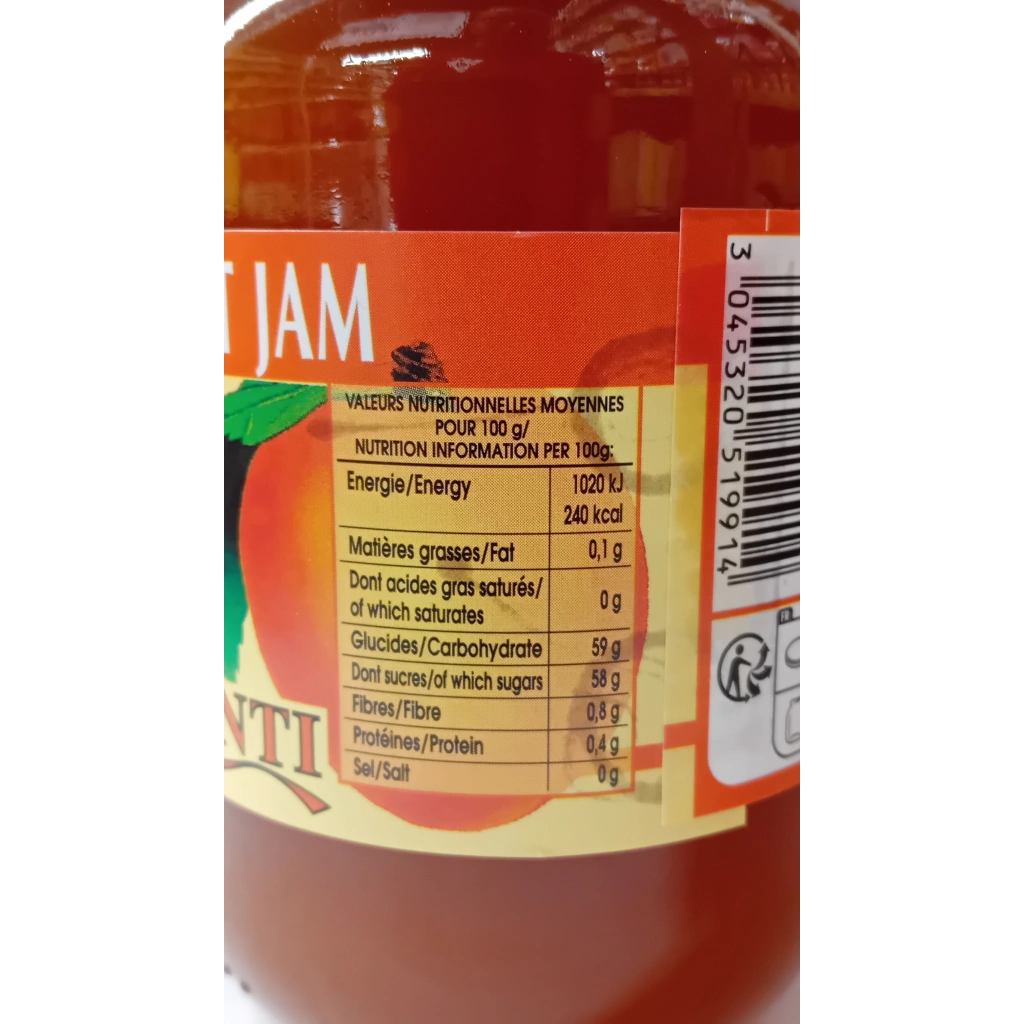 T JAM
VALEURS NUTRITIONNELLES MOYENNES
POUR 100 g/
NUTRITION INFORMATION PER 100g:
Energie/Energy 1020 kJ
240 kcal
Matières grasses/Fat 0,1 g
Dont acides gras saturés/
of which saturates 0 g
Glucides/Carbohydrate 59 g
Dont sucres/of which sugars 58 g
Fibres/Fibre 0,8 g
Protéines/Protein 0,4 g
Sel/Salt 0 g
NTI
3 045320 519914
FR